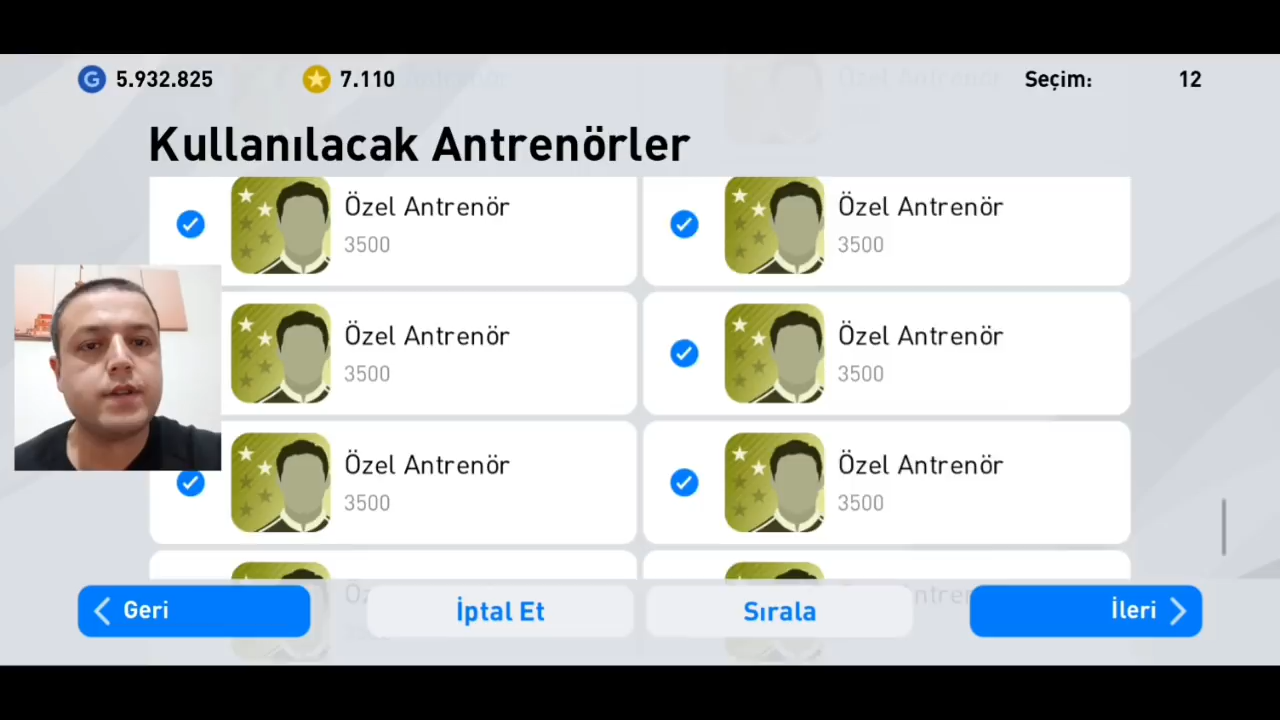 G 5.932.825 7.110 Seçim: 12
Kullanılacak Antrenörler
Özel Antrenör Özel Antrenör
3500 3500
Özel Antrenör Özel Antrenör
3500 3500
Özel Antrenör Özel Antrenör
3500 3500
Geri İptal Et Sırala İleri